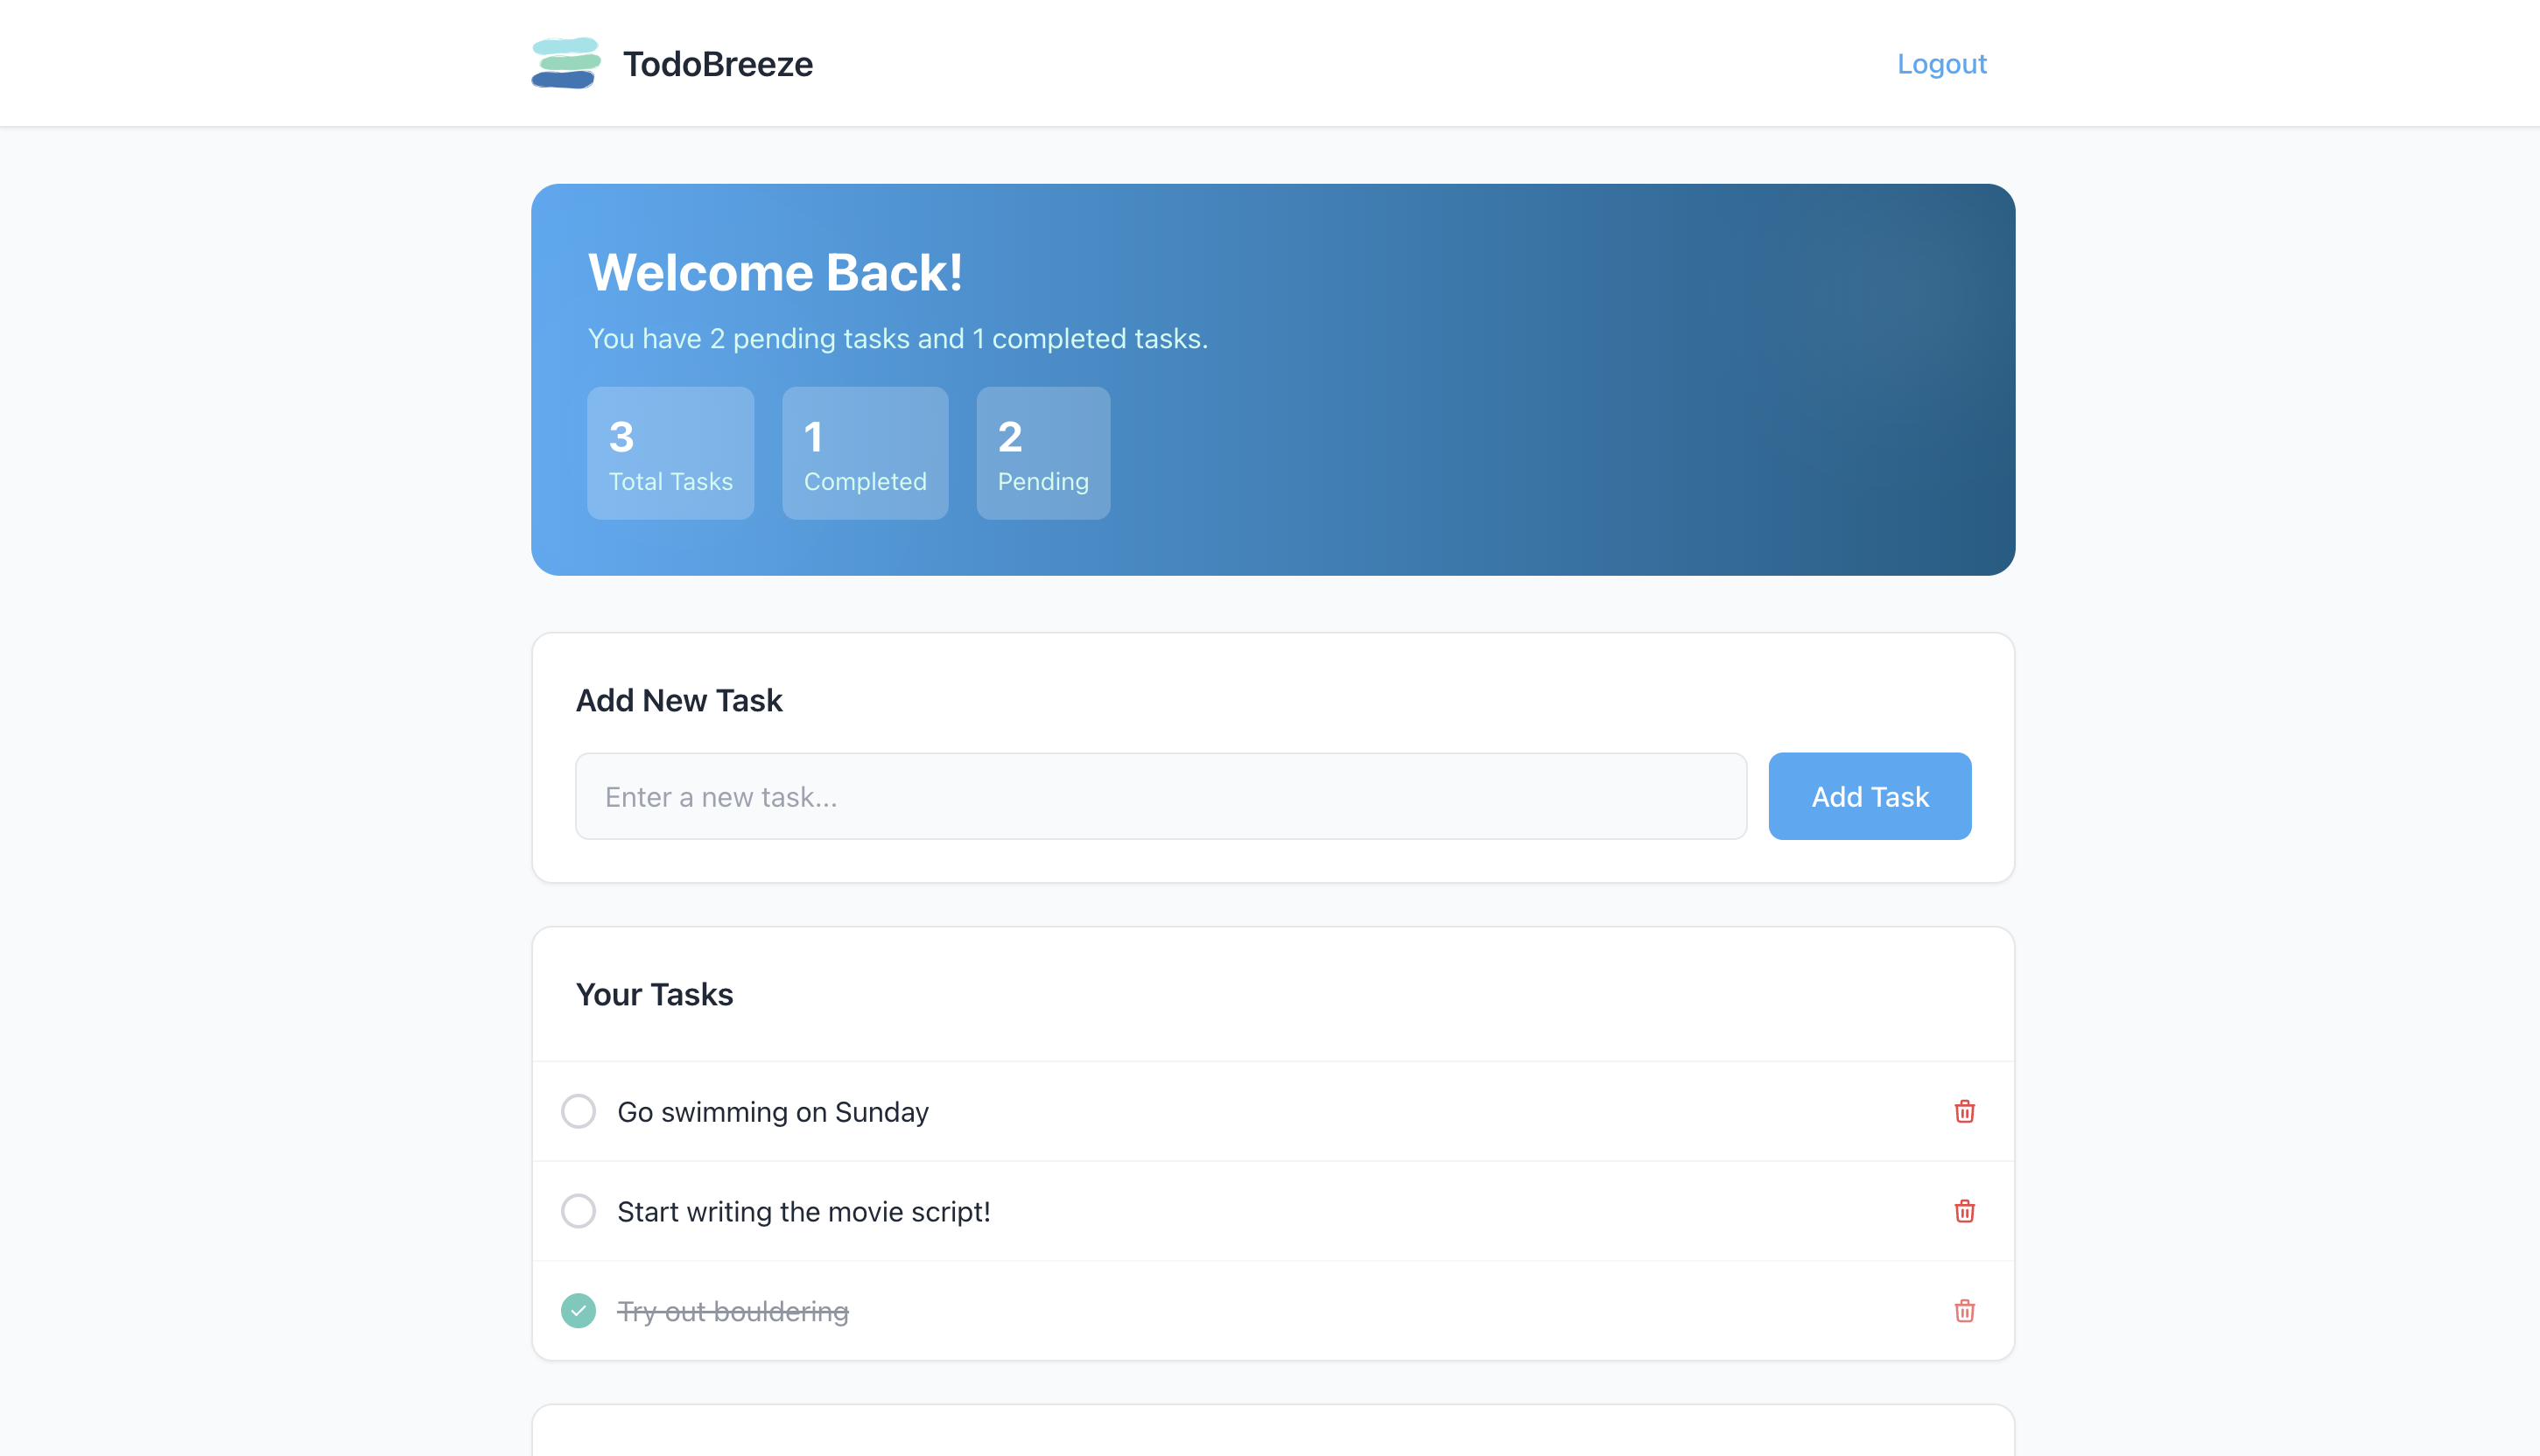 TodoBreeze
Logout
Welcome Back!
You have 2 pending tasks and 1 completed tasks.
3
Total Tasks
1
Completed
2
Pending
Add New Task
Enter a new task...
Add Task
Your Tasks
Go swimming on Sunday
Start writing the movie script!
Try out bouldering